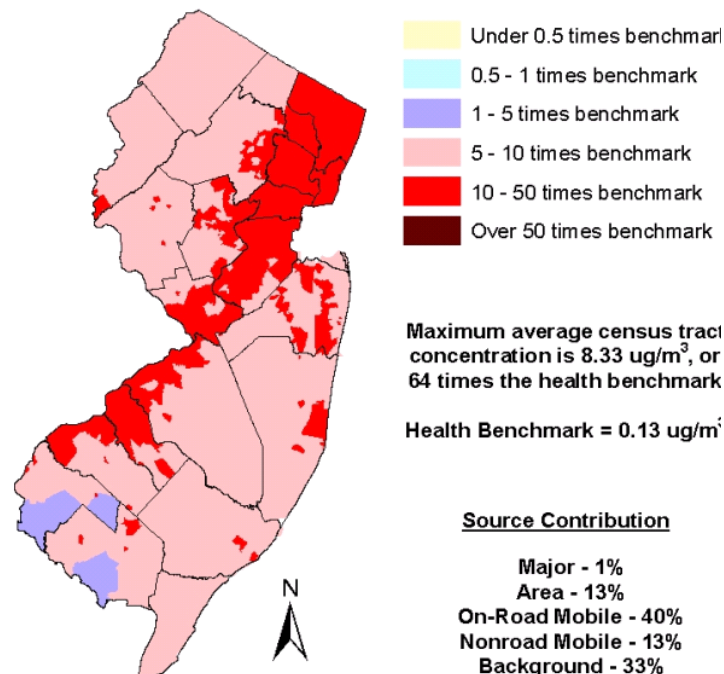 Under 0.5 times benchmark
0.5 - 1 times benchmark
1 - 5 times benchmark
5 - 10 times benchmark
10 - 50 times benchmark
Over 50 times benchmark
Maximum average census tract
concentration is 8.33 ug/m³, or
64 times the health benchmark
Health Benchmark = 0.13 ug/m³
Source Contribution
Major - 1%
Area - 13%
On-Road Mobile - 40%
Nonroad Mobile - 13%
Background - 33%
N